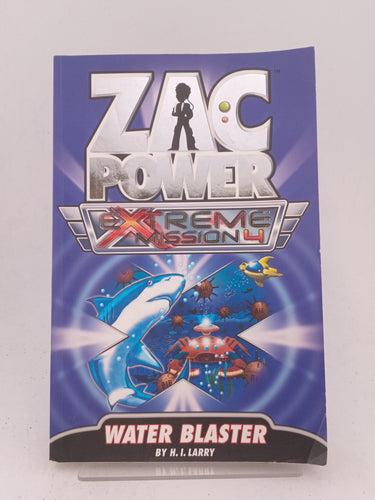 ZAC
POWER
EXTREME
MISSION 4
WATER BLASTER
BY H. I. LARRY